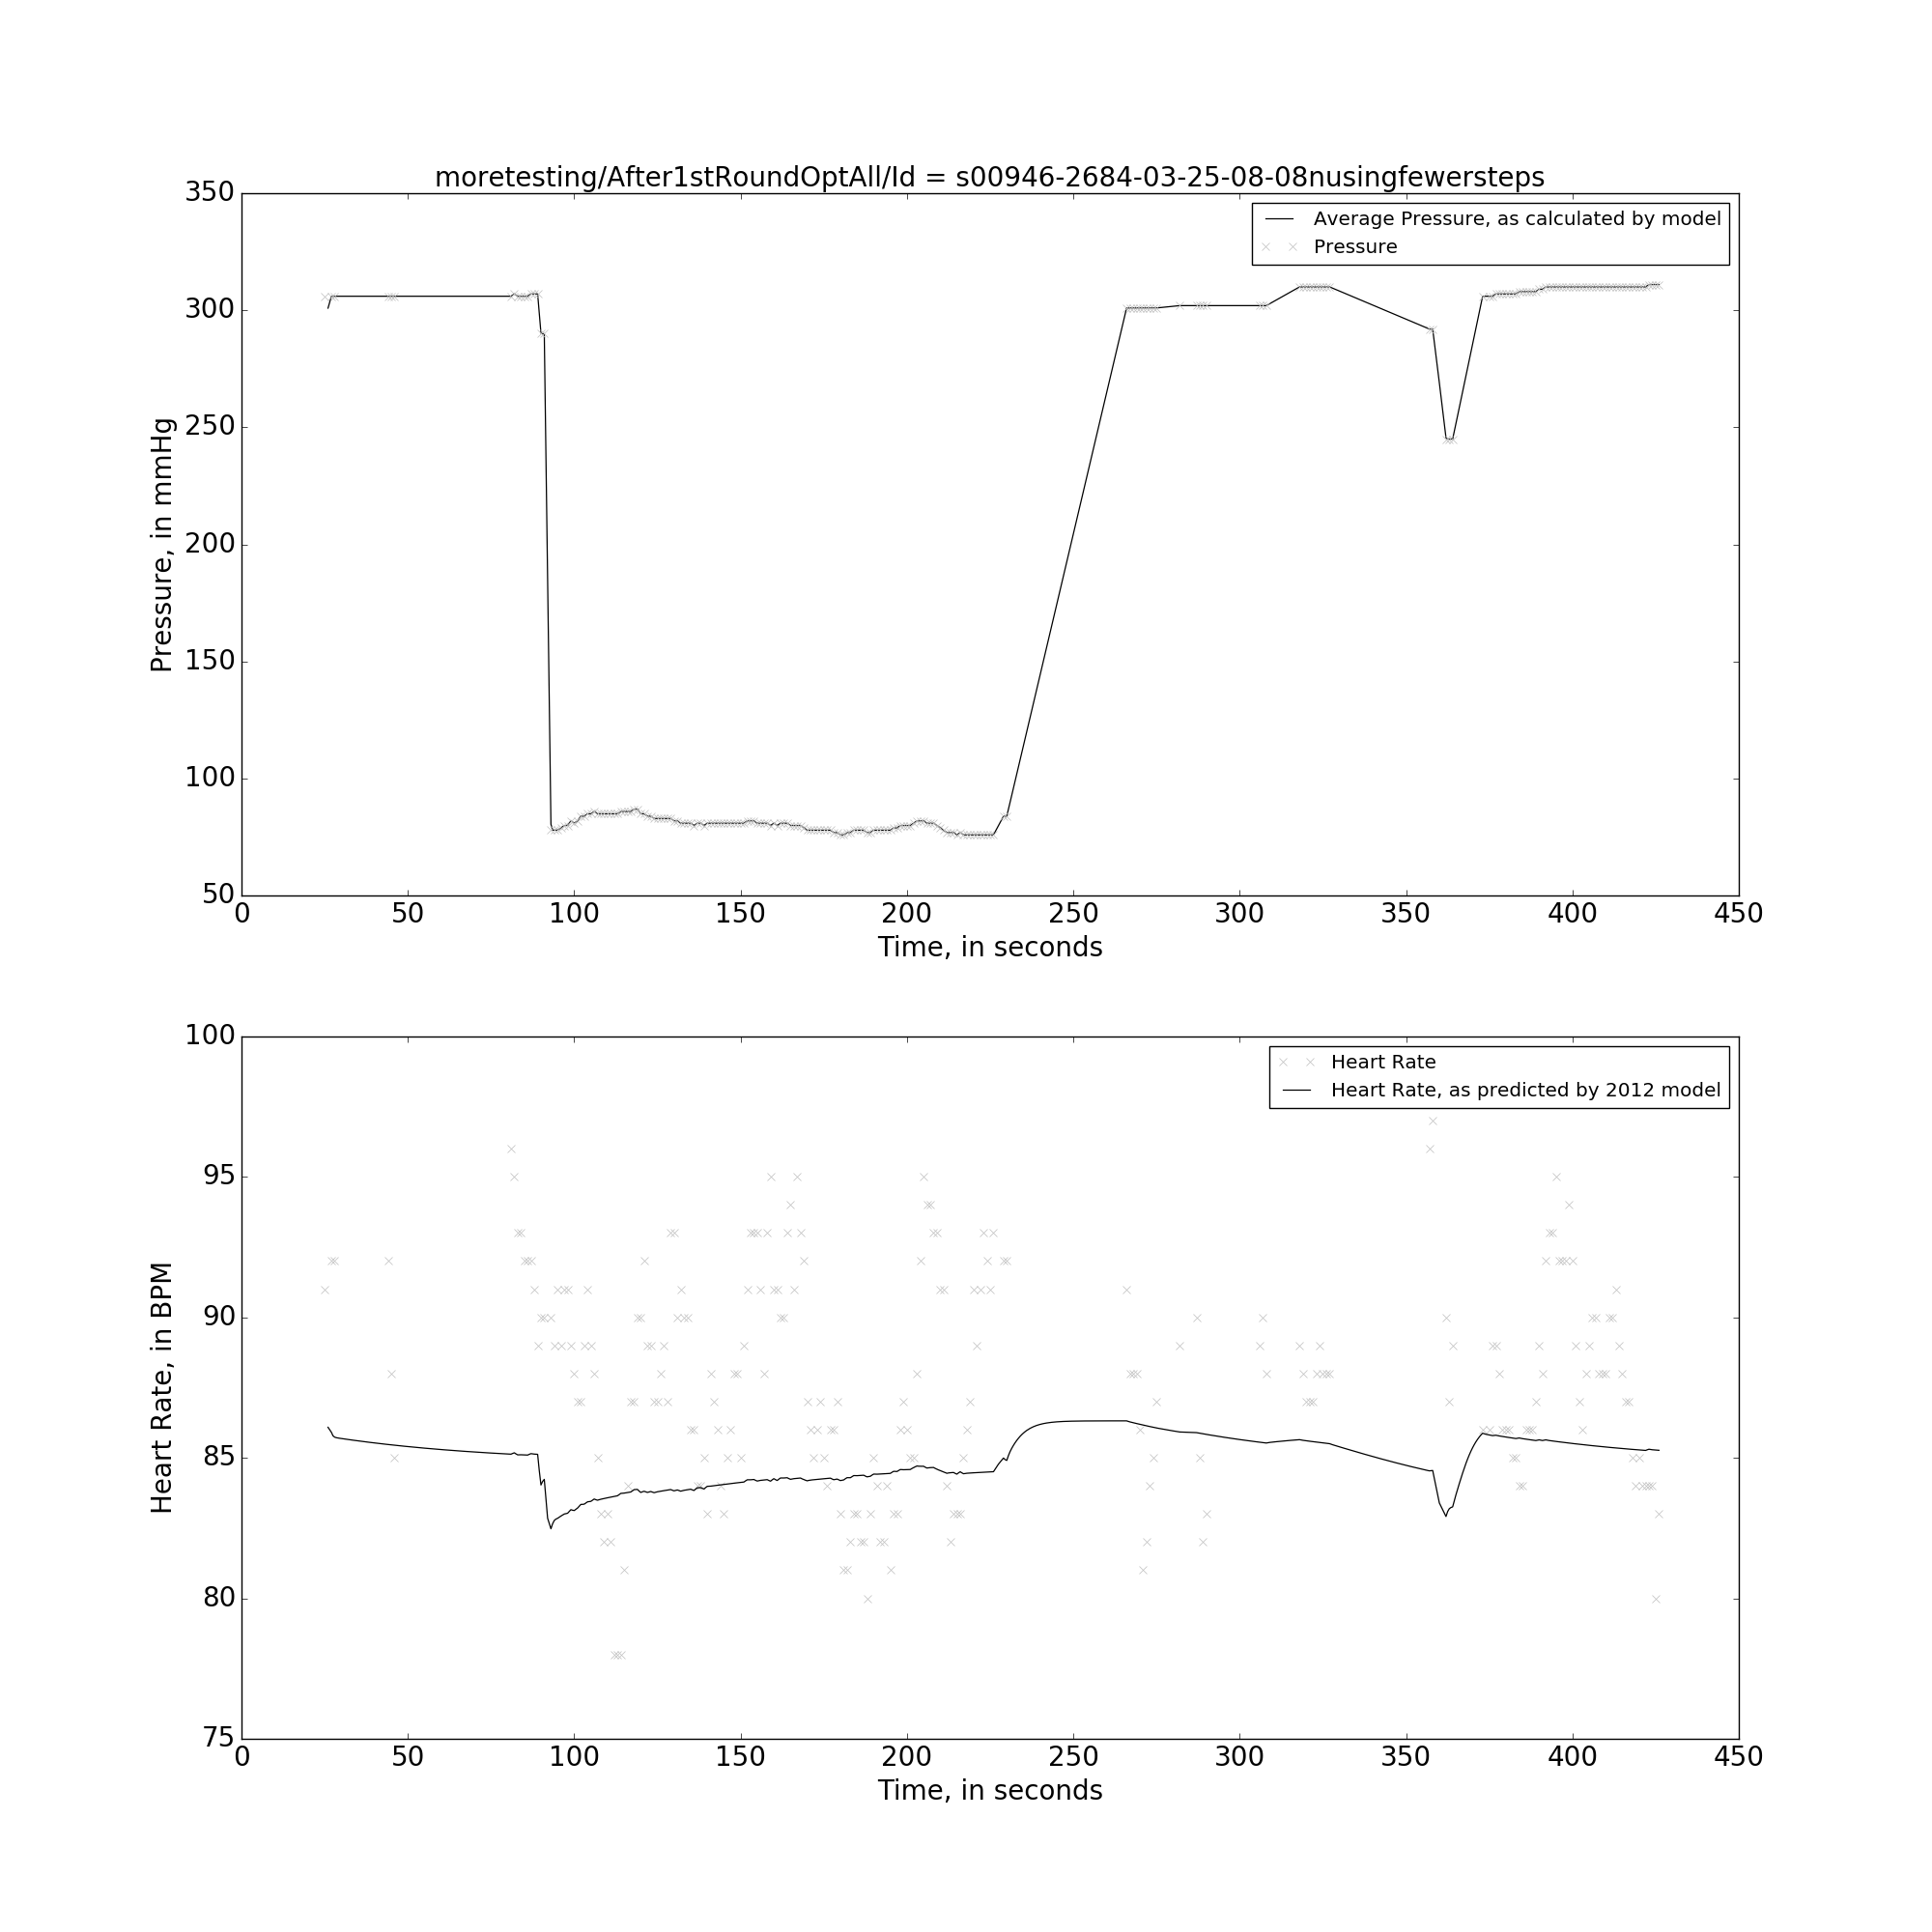 moretesting/After1stRoundOptAll/Id = s00946-2684-03-25-08-08nusingfewersteps
350
300
250
200
150
100
50
Pressure, in mmHg
Average Pressure, as calculated by model
Pressure
0 50 100 150 200 250 300 350 400 450
Time, in seconds
100
95
90
85
80
75
Heart Rate, in BPM
Heart Rate
Heart Rate, as predicted by 2012 model
0 50 100 150 200 250 300 350 400 450
Time, in seconds